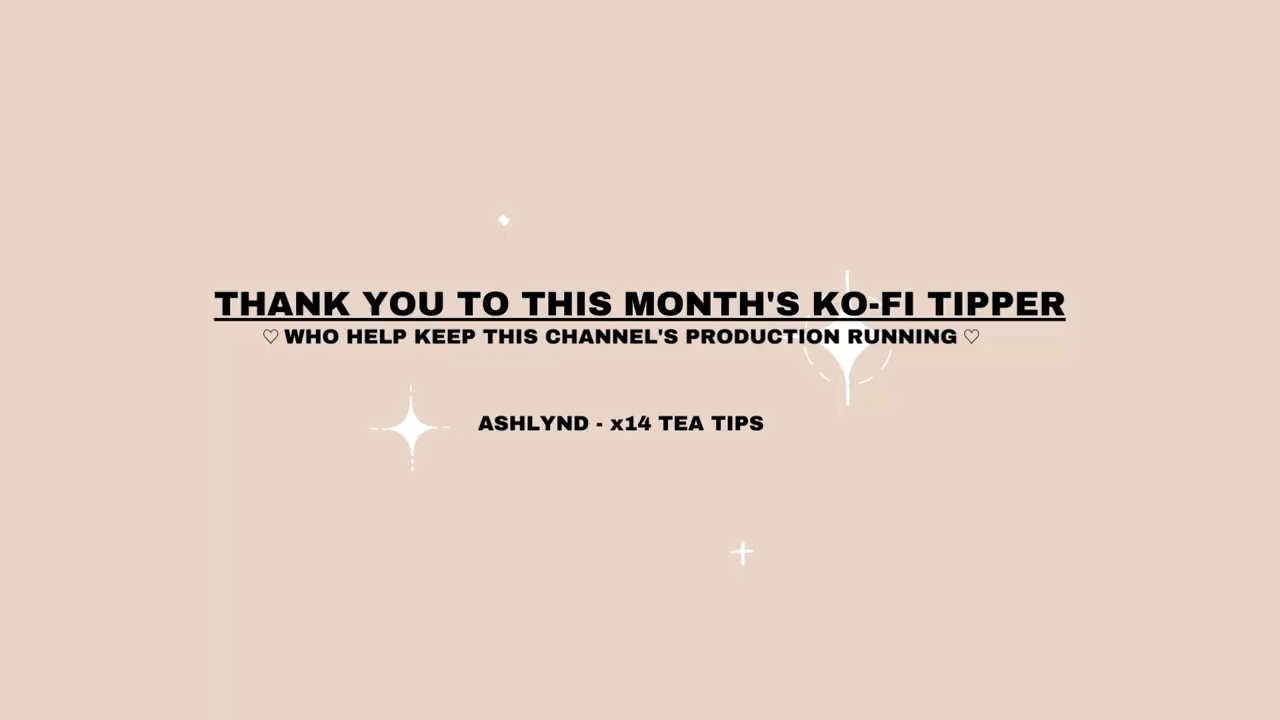 THANK YOU TO THIS MONTH'S KO-FI TIPPER
♡ WHO HELP KEEP THIS CHANNEL'S PRODUCTION RUNNING ♡
ASHLYND - x14 TEA TIPS